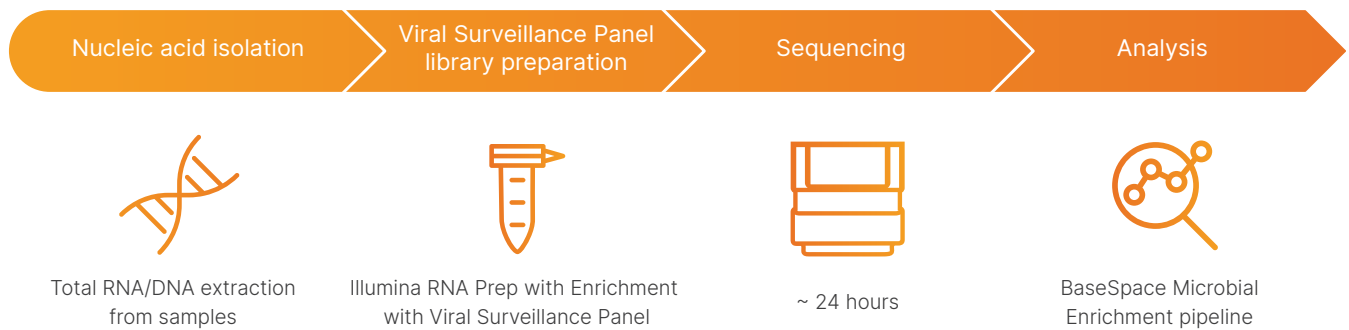 Nucleic acid isolation
Viral Surveillance Panel
library preparation
Sequencing
Analysis
Total RNA/DNA extraction
from samples
Illumina RNA Prep with Enrichment
with Viral Surveillance Panel
~ 24 hours
BaseSpace Microbial
Enrichment pipeline